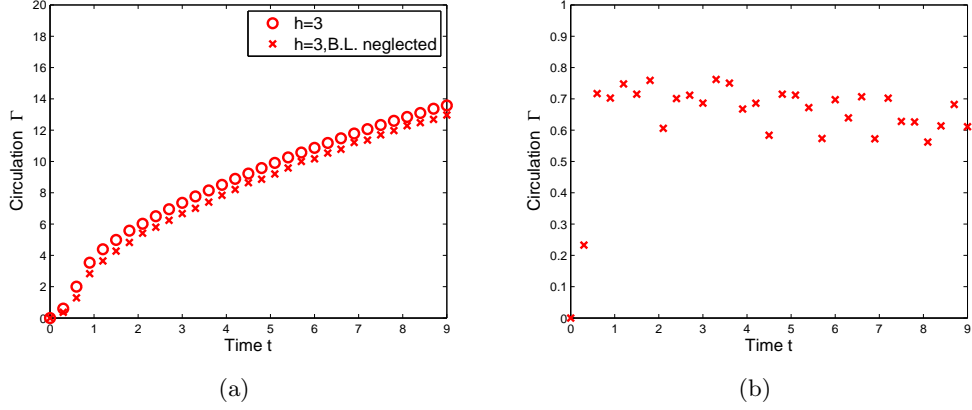 20
18
16
14
12
10
8
6
4
2
0
0 1 2 3 4 5 6 7 8 9
Circulation Γ
Time t
h=3
h=3,B.L. neglected
(a)
1
0.9
0.8
0.7
0.6
0.5
0.4
0.3
0.2
0.1
0
0 1 2 3 4 5 6 7 8 9
Circulation Γ
Time t
(b)